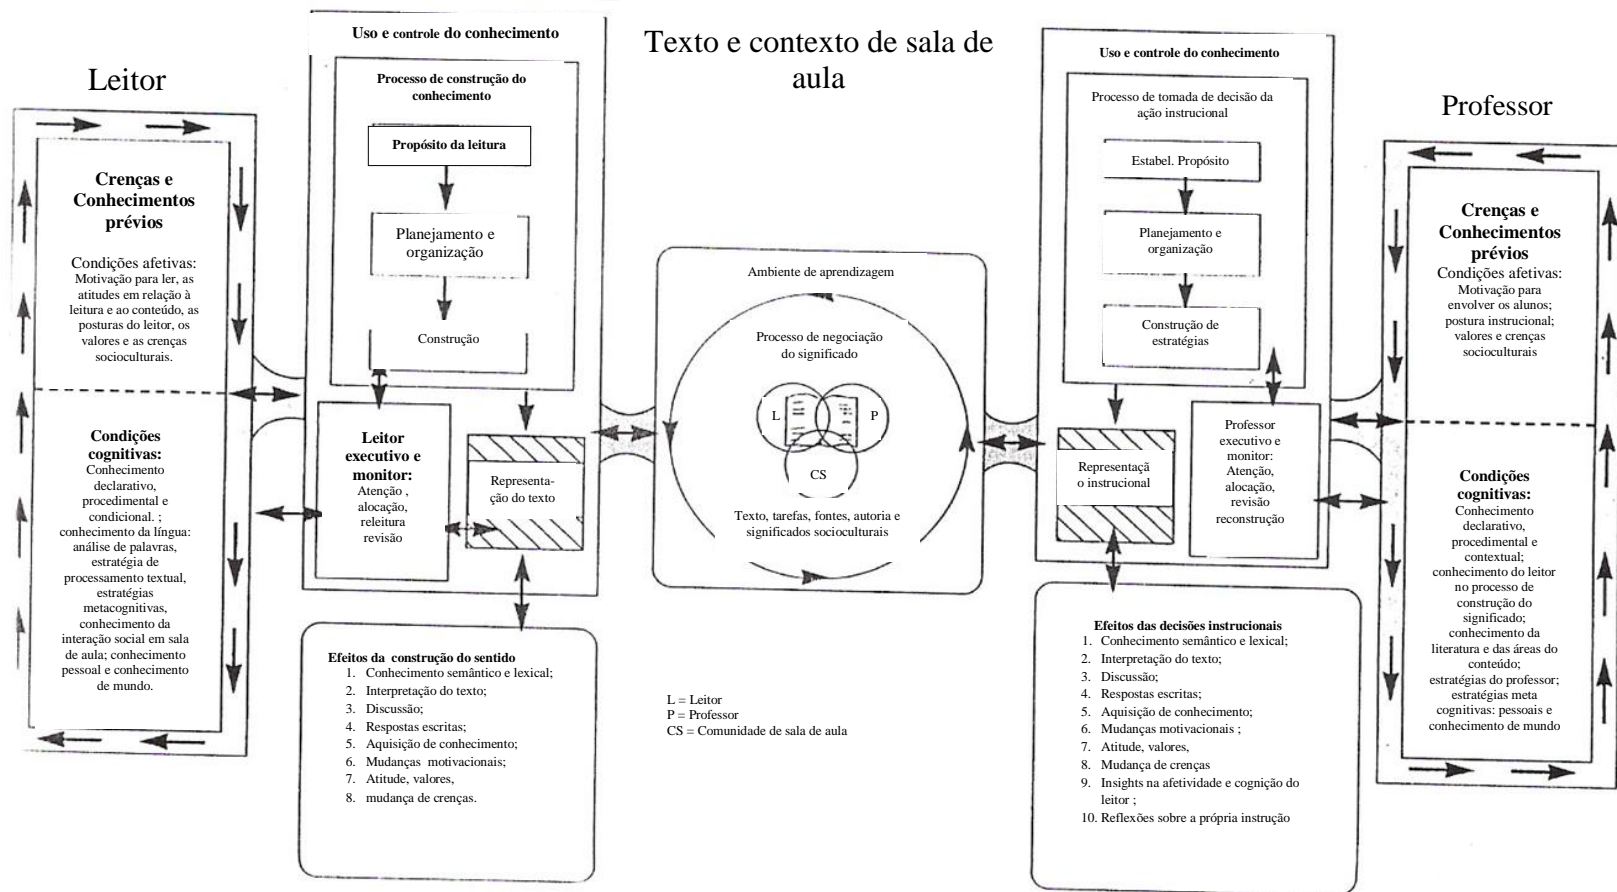 Texto e contexto de sala de
aula
Leitor
Crenças e
Conhecimentos
prévios
Condições afetivas:
Motivação para ler, as
atitudes em relação à
leitura e ao conteúdo, as
posturas do leitor, os
valores e as crenças
socioculturais.
Condições
cognitivas:
Conhecimento
declarativo,
procedimental e
condicional. ;
conhecimento da língua:
análise de palavras,
estratégia de
processamento textual,
estratégias
metacognitivas,
conhecimento da
interação social em sala
de aula; conhecimento
pessoal e conhecimento
de mundo.
Uso e controle do conhecimento
Processo de construção do
conhecimento
Propósito da leitura
Planejamento e
organização
Construção
Leitor
executivo e
monitor:
Atenção ,
alocação,
releitura
revisão
Representa-
ção do texto
Efeitos da construção do sentido
1. Conhecimento semântico e lexical;
2. Interpretação do texto;
3. Discussão;
4. Respostas escritas;
5. Aquisição de conhecimento;
6. Mudanças motivacionais;
7. Atitude, valores,
8. mudança de crenças.
Ambiente de aprendizagem
Processo de negociação
do significado
L
P
CS
Texto, tarefas, fontes, autoria e
significados socioculturais
L = Leitor
P = Professor
CS = Comunidade de sala de aula
Uso e controle do conhecimento
Processo de tomada de decisão da
ação instrucional
Estabel. Propósito
Planejamento e
organização
Construção de
estratégias
Representaçã
o instrucional
Professor
executivo e
monitor:
Atenção,
alocação,
revisão
reconstrução
Efeitos das decisões instrucionais
1. Conhecimento semântico e lexical;
2. Interpretação do texto;
3. Discussão;
4. Respostas escritas;
5. Aquisição de conhecimento;
6. Mudanças motivacionais ;
7. Atitude, valores,
8. Mudança de crenças
9. Insights na afetividade e cognição do
leitor ;
10. Reflexões sobre a própria instrução
Professor
Crenças e
Conhecimentos
prévios
Condições afetivas:
Motivação para
envolver os alunos;
postura instrucional;
valores e crenças
socioculturais
Condições
cognitivas:
Conhecimento
declarativo,
procedimental e
contextual;
conhecimento do leitor
no processo de
construção do
significado;
conhecimento da
literatura e das áreas do
conteúdo;
estratégias do professor;
estratégias meta
cognitivas: pessoais e
conhecimento de mundo